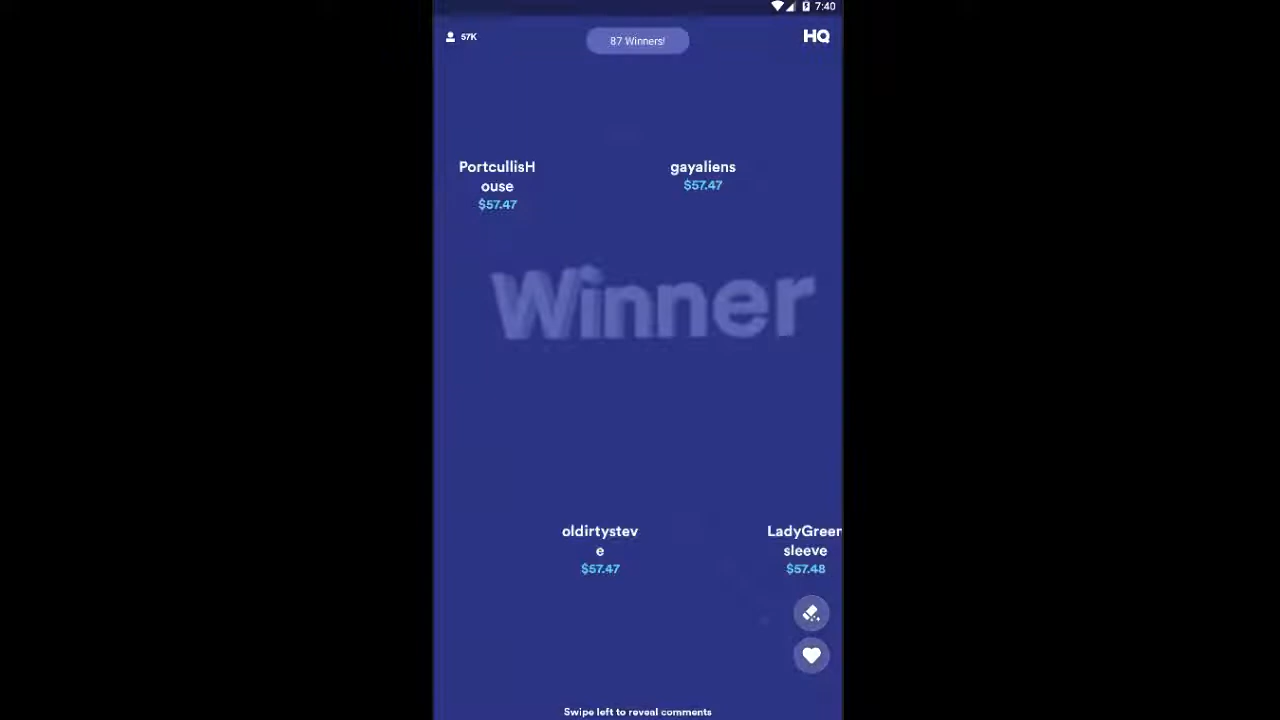 7:40
57K
87 Winners!
HQ
PortcullisH
ouse
$57.47
gayaliens
$57.47
Winner
oldirtystev
e
$57.47
LadyGreen
sleeve
$57.48
Swipe left to reveal comments